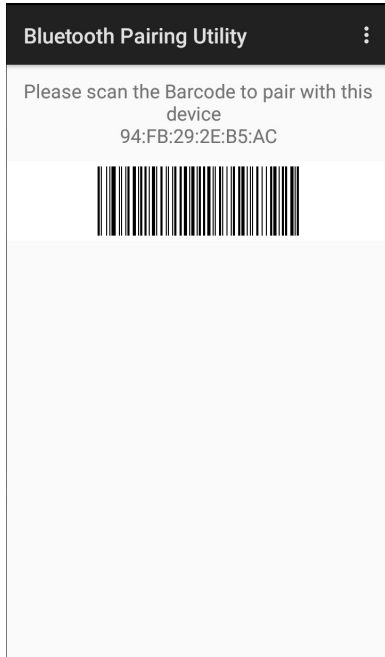 Bluetooth Pairing Utility
Please scan the Barcode to pair with this
device
94:FB:29:2E:B5:AC